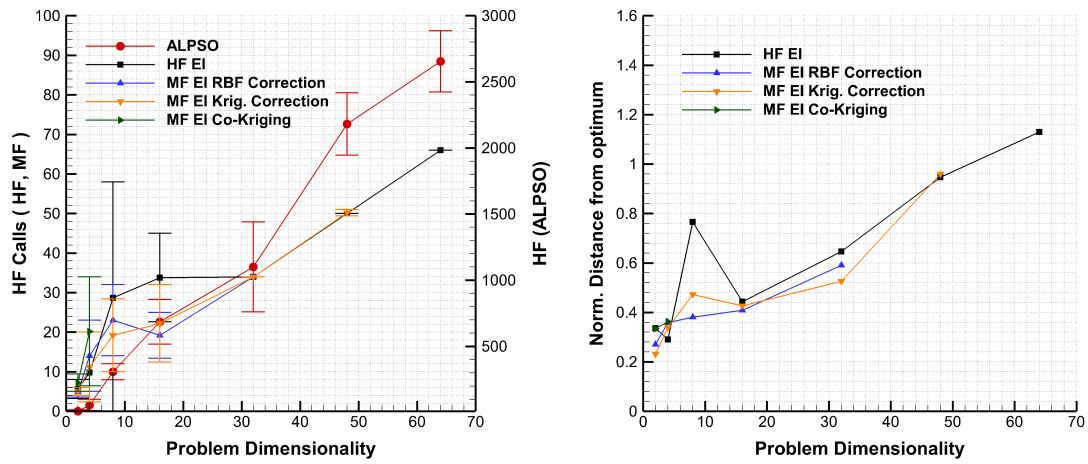 100
90
80
70
60
50
40
30
20
10
0
HF Calls ( HF, MF )
ALPSO
HF EI
MF EI RBF Correction
MF EI Krig. Correction
MF EI Co-Kriging
3000
2500
2000
1500
1000
500
HF (ALPSO)
0 10 20 30 40 50 60 70
Problem Dimensionality
1.6
1.4
1.2
1
0.8
0.6
0.4
0.2
0
Norm. Distance from optimum
HF EI
MF EI RBF Correction
MF EI Krig. Correction
MF EI Co-Kriging
0 10 20 30 40 50 60 70
Problem Dimensionality